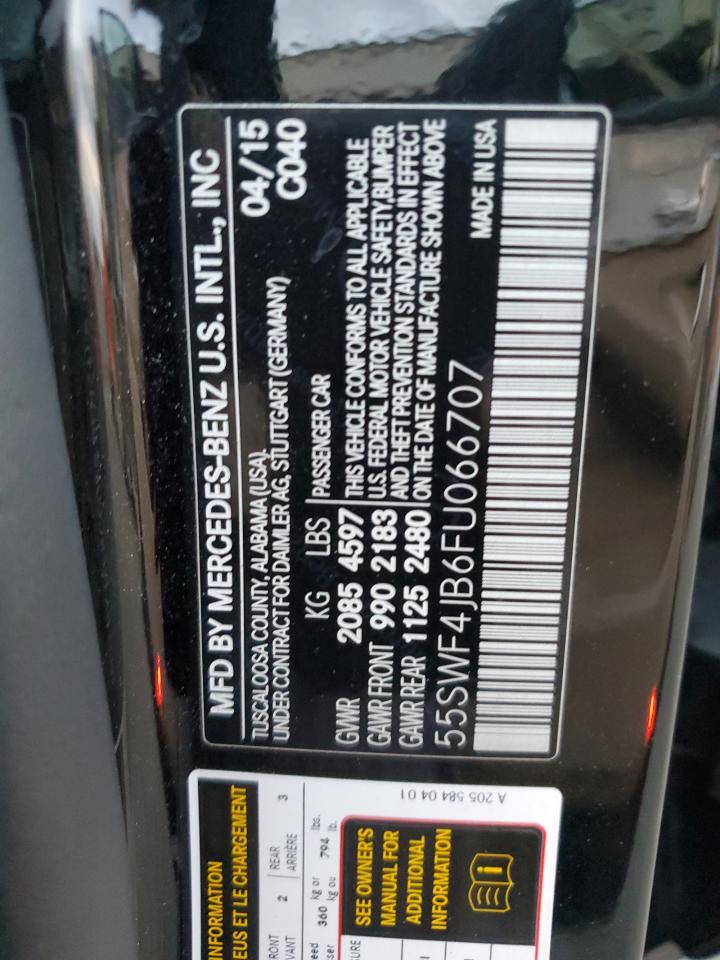 MFD BY MERCEDES-BENZ U.S. INTL., INC
TUSCALOOSA COUNTY, ALABAMA (USA), 04/15
UNDER CONTRACT FOR DAIMLER AG, STUTTGART (GERMANY) C040
KG LBS PASSENGER CAR
GVWR 2085 4597 THIS VEHICLE CONFORMS TO ALL APPLICABLE
GAWR FRONT 990 2183 U.S. FEDERAL MOTOR VEHICLE SAFETY, BUMPER
GAWR REAR 1125 2480 AND THEFT PREVENTION STANDARDS IN EFFECT
ON THE DATE OF MANUFACTURE SHOWN ABOVE
55SWF4JB6FU066707 MADE IN USA
INFORMATION
EUS ET LE CHARGEMENT
RONT 2 REAR 3
VANT ARRIÈRE
eed 360 kg or 794 lbs.
ser kg ou lb.
URE
SEE OWNER'S
MANUAL FOR
ADDITIONAL
INFORMATION
A 205 584 04 01